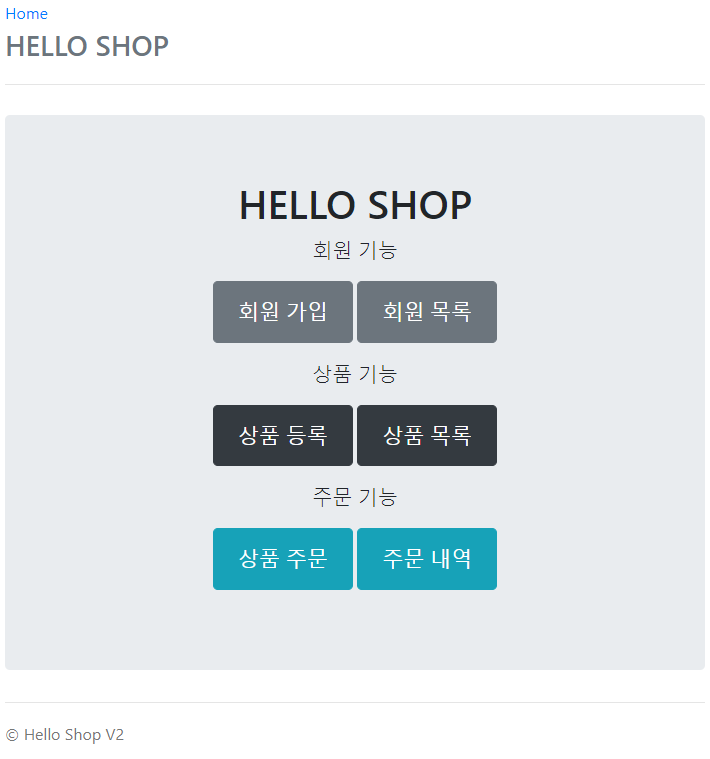 Home
HELLO SHOP
HELLO SHOP
회원 기능
회원 가입 회원 목록
상품 기능
상품 등록 상품 목록
주문 기능
상품 주문 주문 내역
© Hello Shop V2